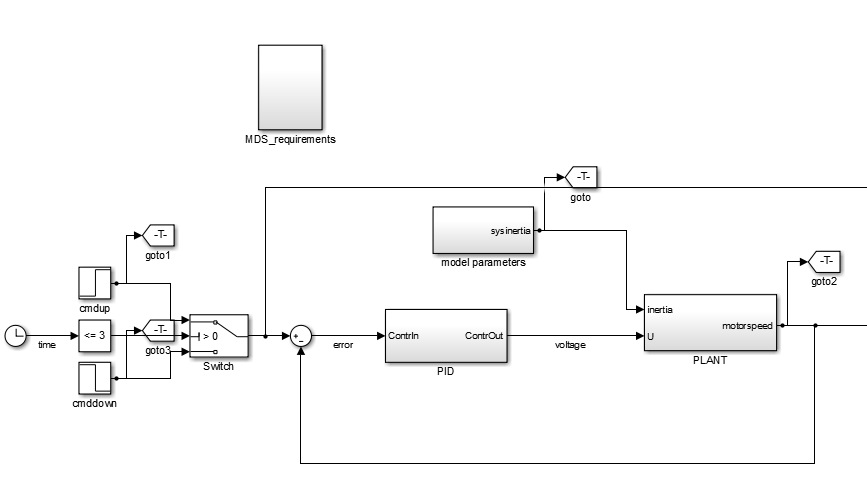 MDS_requirements
-T-
goto
sysinertia
model parameters
-T-
goto1
cmdup
-T-
goto2
inertia
motorspeed
U
PLANT
time
<= 3
-T-
goto3
> 0
Switch
+
-
error
ContrIn
ContrOut
PID
voltage
cmddown